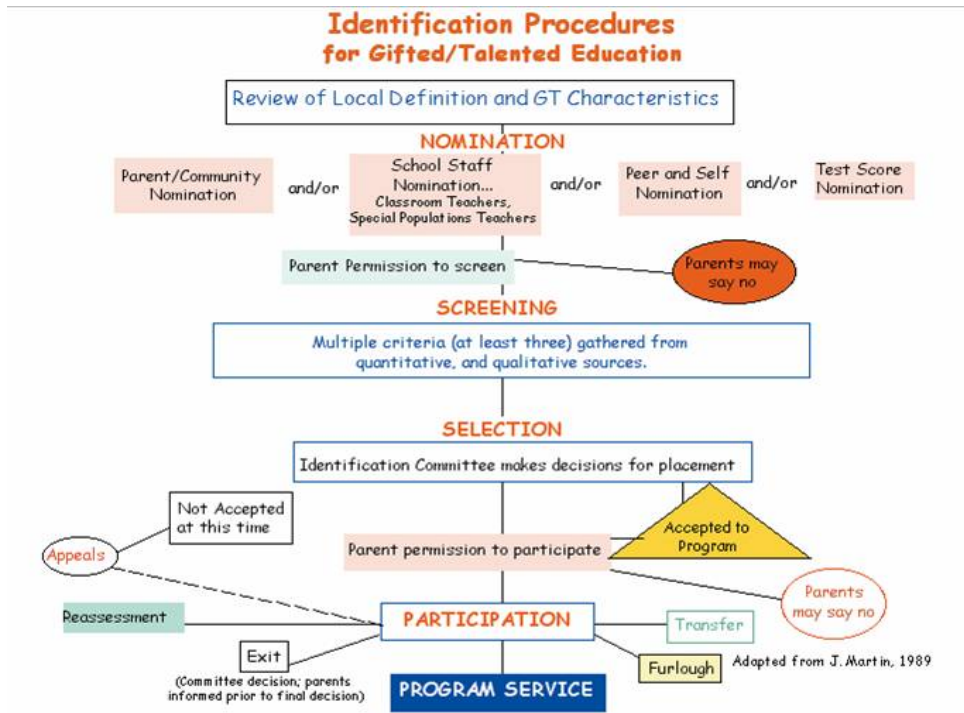 Identification Procedures
for Gifted/Talented Education
Review of Local Definition and GT Characteristics
NOMINATION
Parent/Community
Nomination
and/or
School Staff
Nomination...
Classroom Teachers,
Special Populations Teachers
and/or
Peer and Self
Nomination
and/or
Test Score
Nomination
Parent Permission to screen
Parents may
say no
SCREENING
Multiple criteria (at least three) gathered from
quantitative, and qualitative sources.
SELECTION
Identification Committee makes decisions for placement
Not Accepted
at this time
Appeals
Accepted to
Program
Parent permission to participate
Parents
may say no
Reassessment
PARTICIPATION
Transfer
Exit
(Committee decision; parents
informed prior to final decision)
Furlough
Adapted from J. Martin, 1989
PROGRAM SERVICE